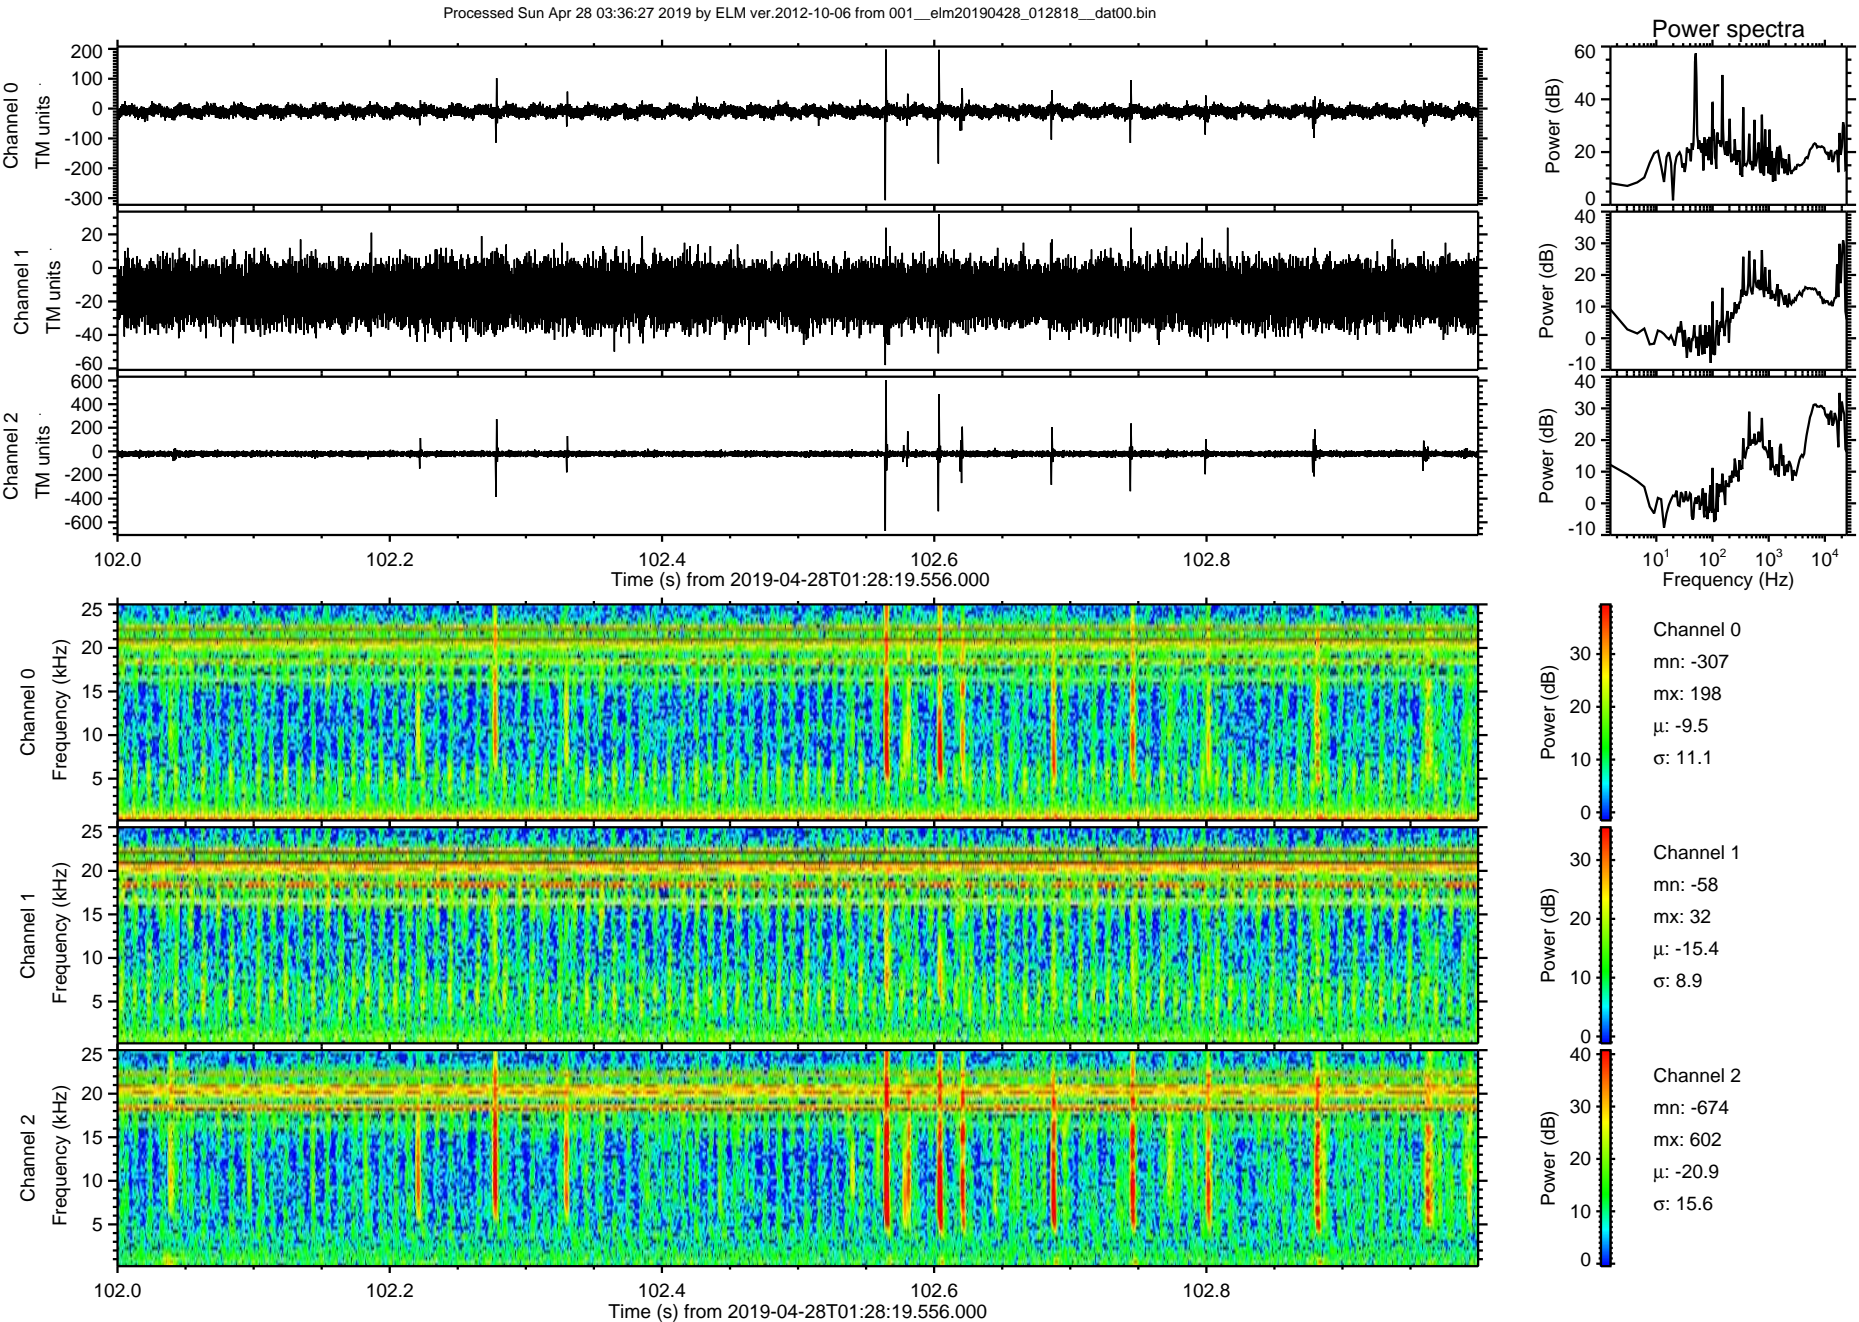 Processed Sun Apr 28 03:36:27 2019 by ELM ver.2012-10-06 from 001__elm20190428_012818__dat00.bin
Power spectra
Channel 0
TM units
200
100
0
-100
-200
-300
Power (dB)
60
40
20
0
Channel 1
TM units
20
0
-20
-40
-60
Power (dB)
40
30
20
10
0
-10
Channel 2
TM units
600
400
200
0
-200
-400
-600
Power (dB)
40
30
20
10
0
-10
102.0 102.2 102.4 102.6 102.8
Time (s) from 2019-04-28T01:28:19.556.000
10¹ 10² 10³ 10⁴
Frequency (Hz)
Channel 0
Frequency (kHz)
25
20
15
10
5
Power (dB)
30
20
10
0
Channel 0
mn: -307
mx: 198
μ: -9.5
σ: 11.1
Channel 1
Frequency (kHz)
25
20
15
10
5
Power (dB)
30
20
10
0
Channel 1
mn: -58
mx: 32
μ: -15.4
σ: 8.9
Channel 2
Frequency (kHz)
25
20
15
10
5
Power (dB)
40
30
20
10
0
Channel 2
mn: -674
mx: 602
μ: -20.9
σ: 15.6
102.0 102.2 102.4 102.6 102.8
Time (s) from 2019-04-28T01:28:19.556.000